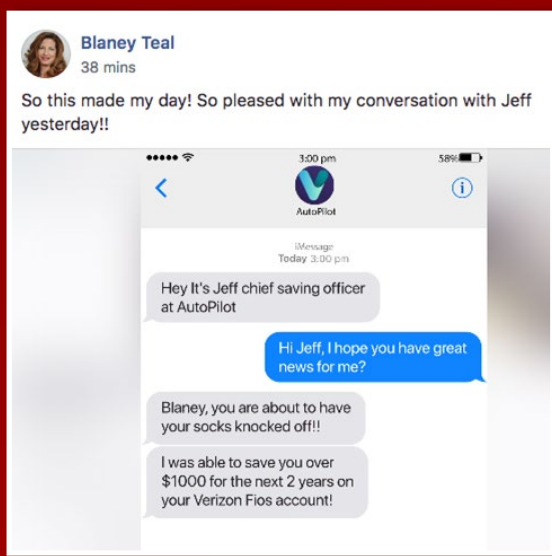 Blaney Teal
38 mins
So this made my day! So pleased with my conversation with Jeff
yesterday!!
3:00 pm
58%
AutoPilot
iMessage
Today 3:00 pm
Hey It's Jeff chief saving officer
at AutoPilot
Hi Jeff, I hope you have great
news for me?
Blaney, you are about to have
your socks knocked off!!
I was able to save you over
$1000 for the next 2 years on
your Verizon Fios account!